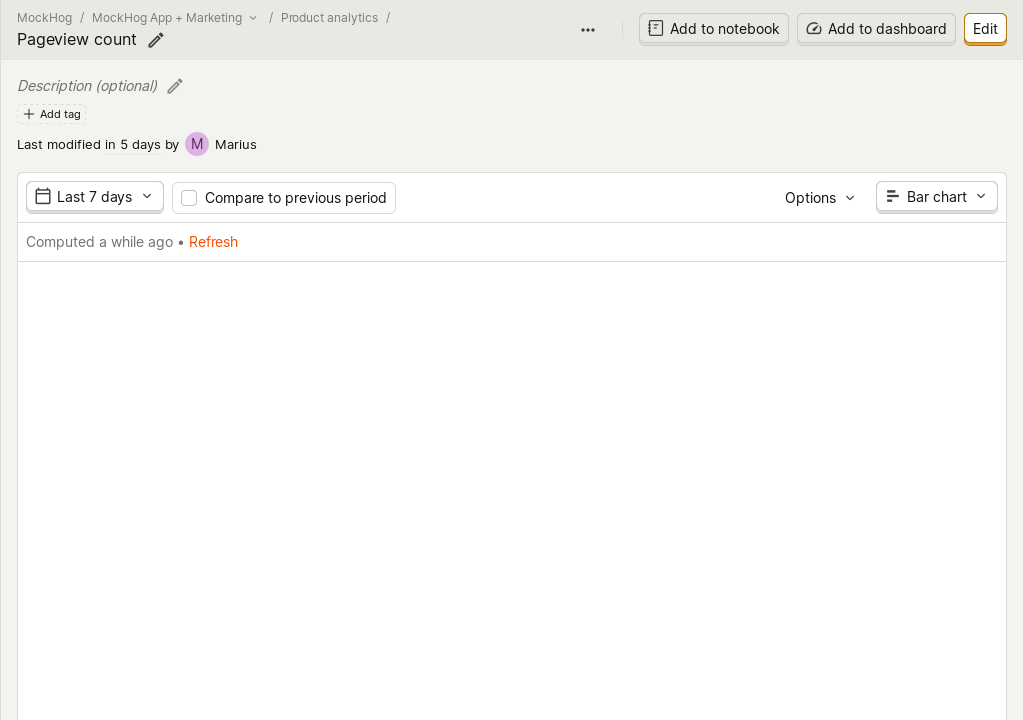 MockHog / MockHog App + Marketing / Product analytics /
Pageview count
Add to notebook
Add to dashboard
Edit
Description (optional)
Add tag
Last modified in 5 days by M Marius
Last 7 days
Compare to previous period
Options
Bar chart
Computed a while ago • Refresh